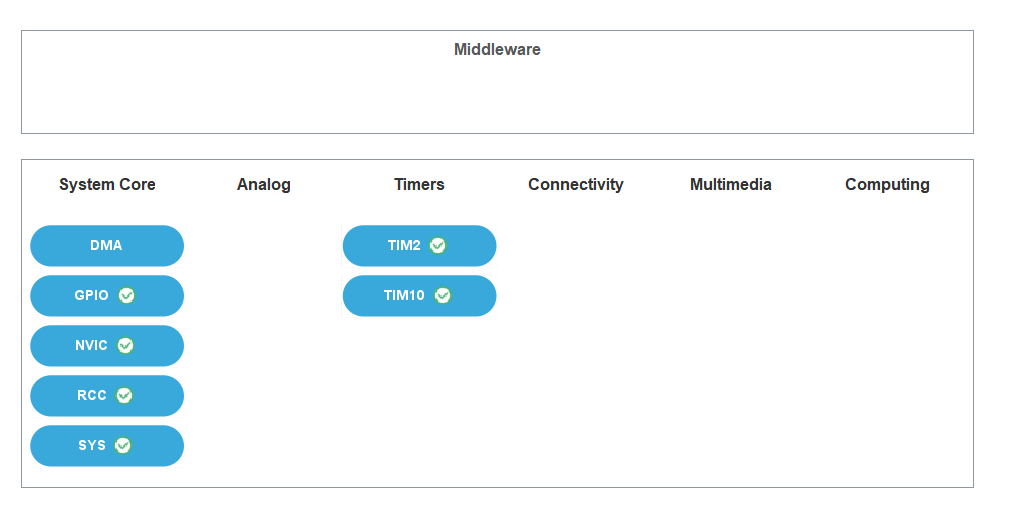 Middleware
System Core Analog Timers Connectivity Multimedia Computing
DMA TIM2
GPIO TIM10
NVIC
RCC
SYS